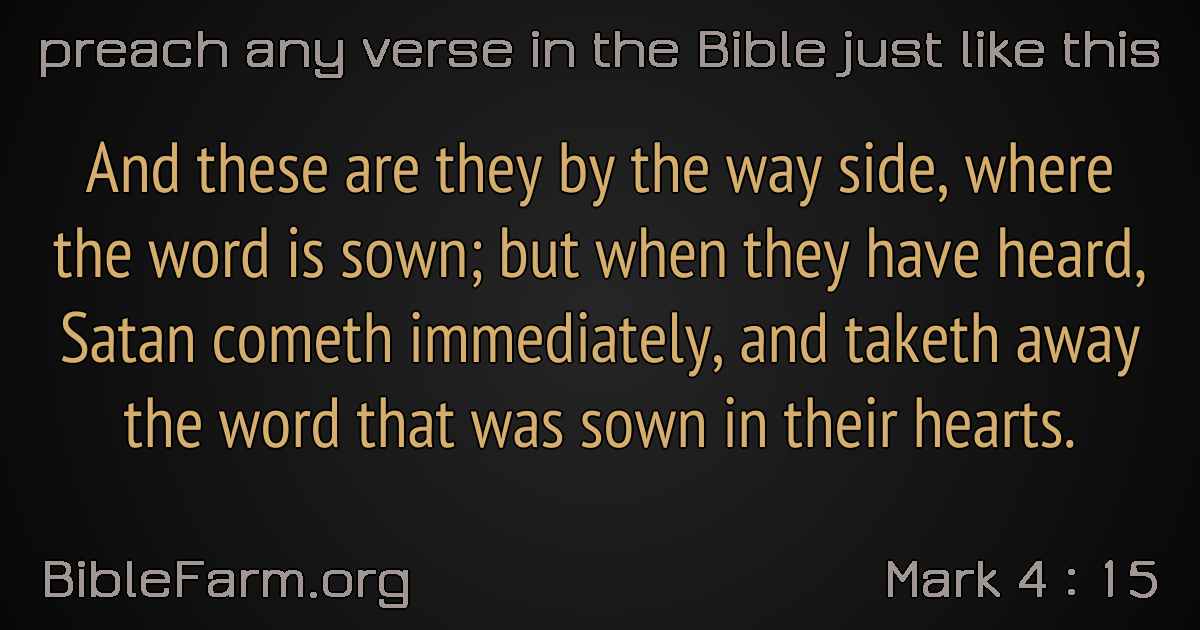 preach any verse in the Bible just like this
And these are they by the way side, where
the word is sown; but when they have heard,
Satan cometh immediately, and taketh away
the word that was sown in their hearts.
BibleFarm.org
Mark 4 : 15